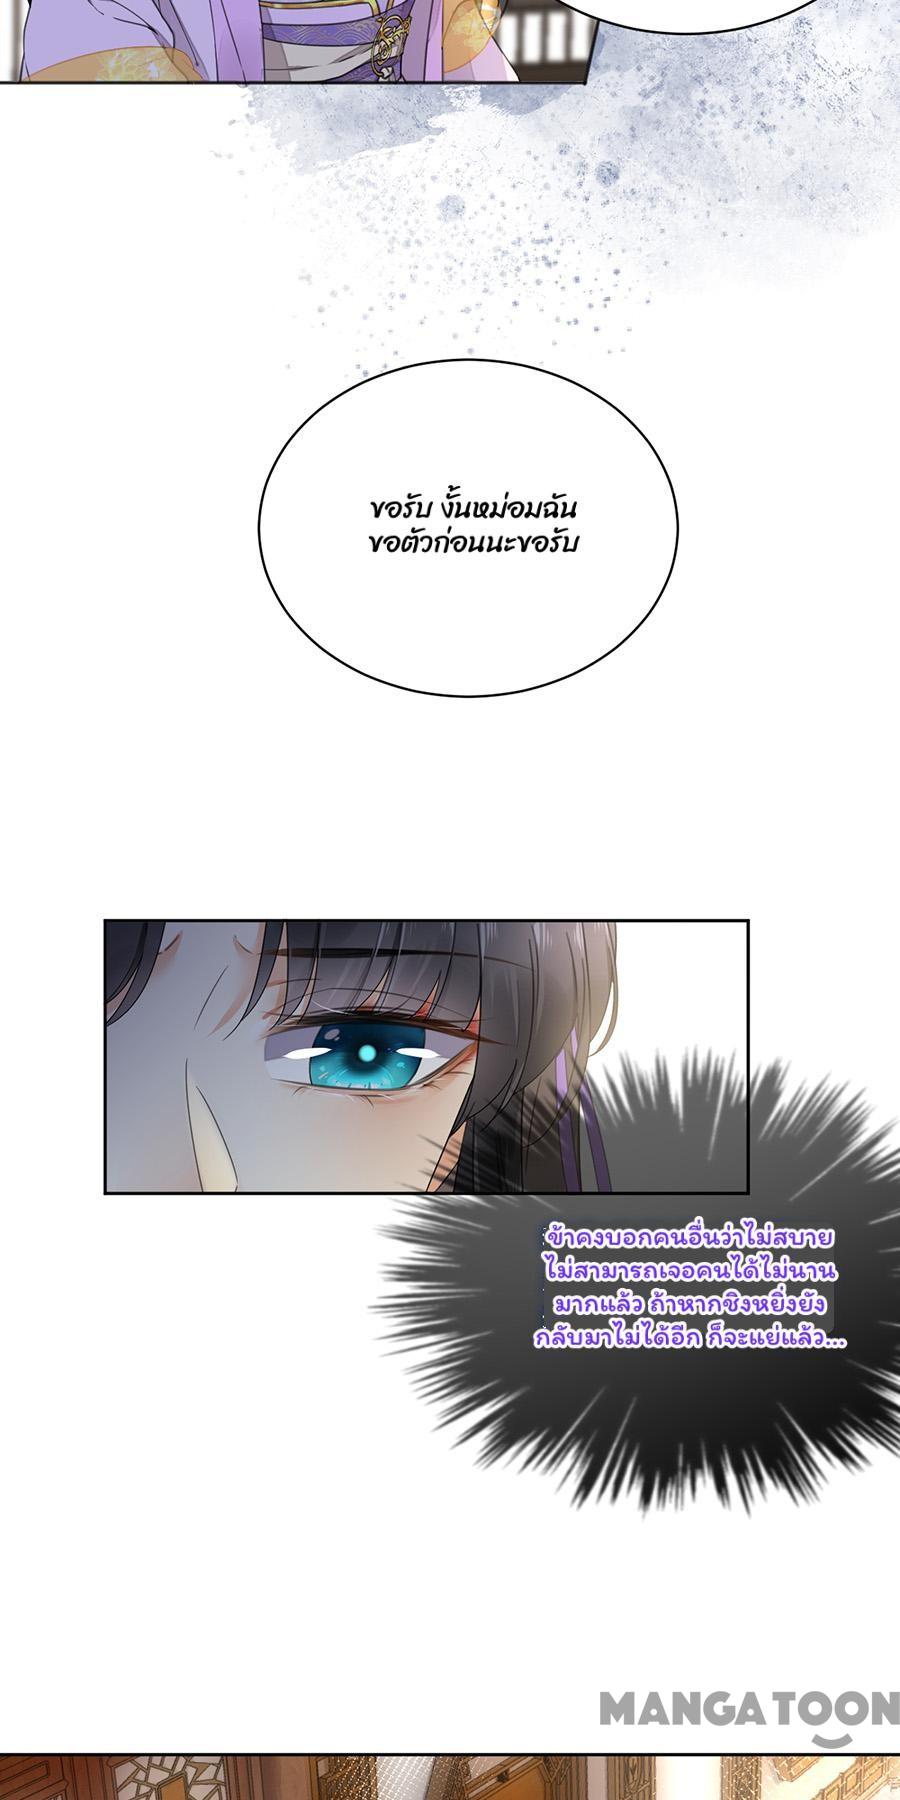 ขอรับ งั้นหม่อมฉัน
ขอตัวก่อนนะขอรับ
ข้าคงบอกคนอื่นว่าไม่สบาย
ไม่สามารถเจอคนได้ไม่นาน
มากแล้ว ถ้าหากชิงหยิ่งยัง
กลับมาไม่ได้อีก ก็จะแย่แล้ว...
MANGATOON